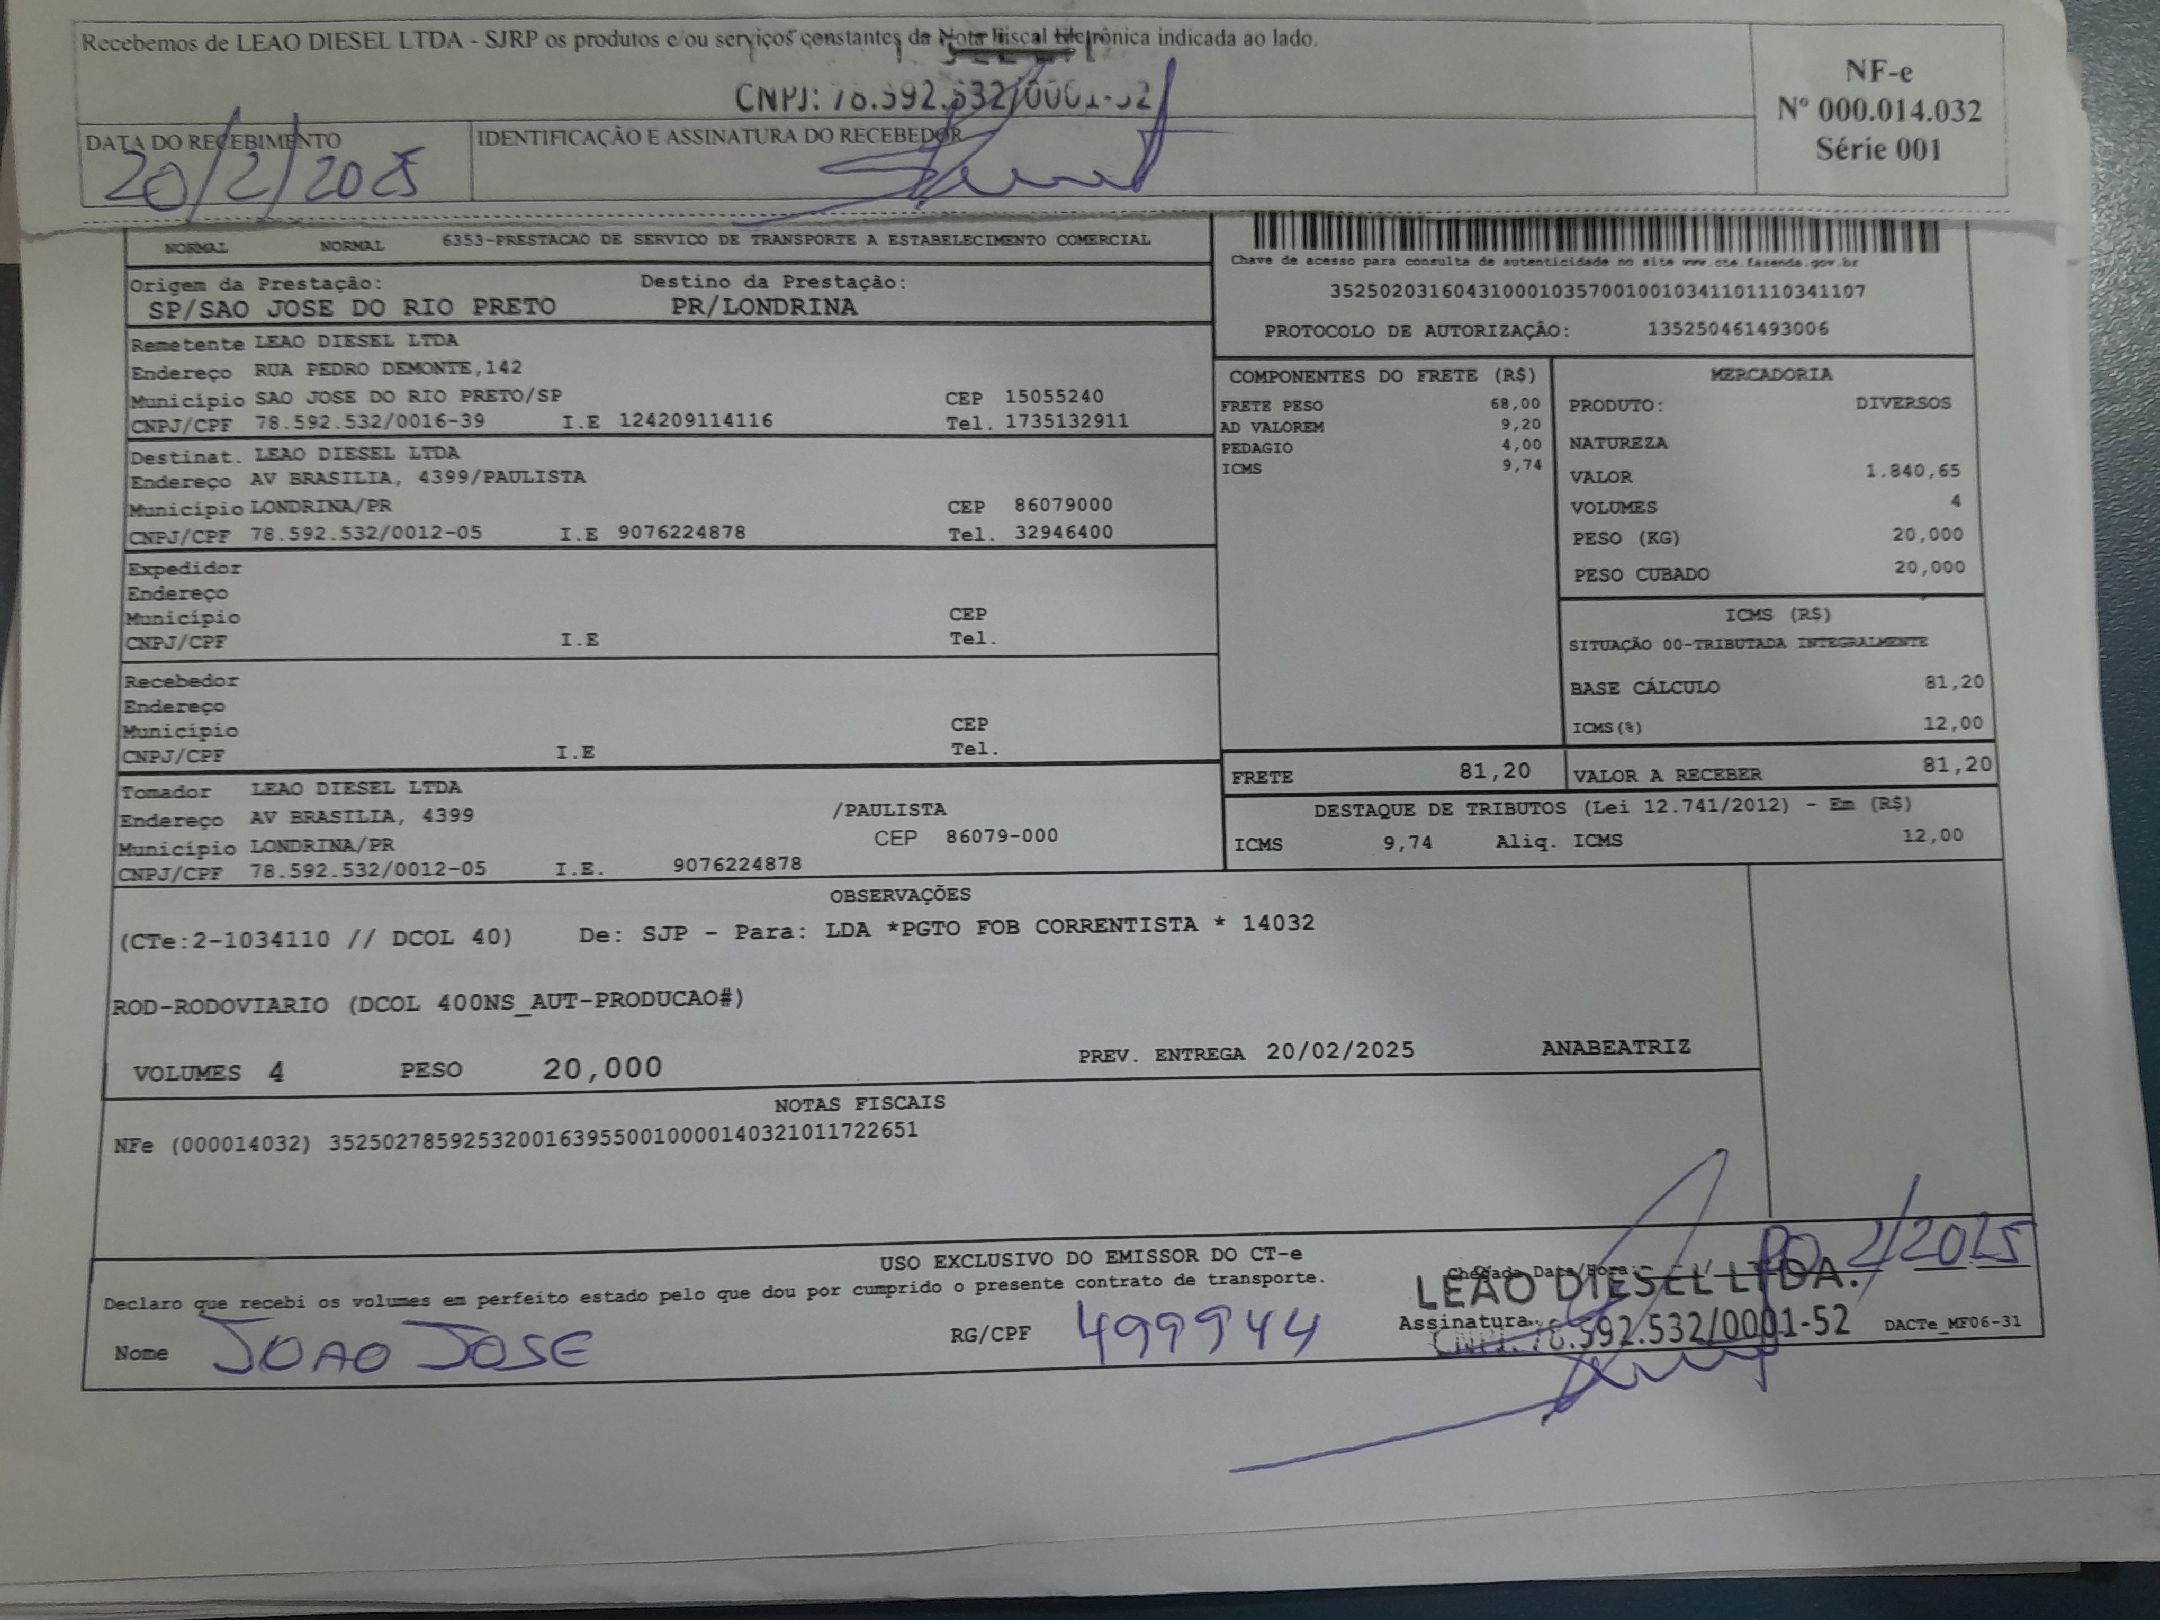 Recebemos de LEAO DIESEL LTDA - SJRP os produtos e/ou serviços constantes da Nota Fiscal Eletrônica indicada ao lado.
CNPJ: 78.592.532/0001-52
DATA DO RECEBIMENTO
20/2/2025
IDENTIFICAÇÃO E ASSINATURA DO RECEBEDOR
NF-e
Nº 000.014.032
Série 001
NORMAL NORMAL 6353-PRESTACAO DE SERVICO DE TRANSPORTE A ESTABELECIMENTO COMERCIAL
Origem da Prestação: Destino da Prestação:
SP/SAO JOSE DO RIO PRETO PR/LONDRINA
Remetente LEAO DIESEL LTDA
Endereço RUA PEDRO DEMONTE,142
Município SAO JOSE DO RIO PRETO/SP CEP 15055240
CNPJ/CPF 78.592.532/0016-39 I.E 124209114116 Tel. 1735132911
Destinat. LEAO DIESEL LTDA
Endereço AV BRASILIA, 4399/PAULISTA
Município LONDRINA/PR CEP 86079000
CNPJ/CPF 78.592.532/0012-05 I.E 9076224878 Tel. 32946400
Expedidor
Endereço
Município CEP
CNPJ/CPF I.E Tel.
Recebedor
Endereço
Município CEP
CNPJ/CPF I.E Tel.
Tomador LEAO DIESEL LTDA
Endereço AV BRASILIA, 4399 /PAULISTA
Município LONDRINA/PR CEP 86079-000
CNPJ/CPF 78.592.532/0012-05 I.E. 9076224878
Chave de acesso para consulta de autenticidade no site www.cte.fazenda.gov.br
35250203160431000103570010010341101110341107
PROTOCOLO DE AUTORIZAÇÃO: 135250461493006
COMPONENTES DO FRETE (R$)
FRETE PESO 68,00
AD VALOREM 9,20
PEDAGIO 4,00
ICMS 9,74
MERCADORIA
PRODUTO: DIVERSOS
NATUREZA
VALOR 1.840,65
VOLUMES 4
PESO (KG) 20,000
PESO CUBADO 20,000
ICMS (R$)
SITUAÇÃO 00-TRIBUTADA INTEGRALMENTE
BASE CÁLCULO 81,20
ICMS(%) 12,00
FRETE 81,20 VALOR A RECEBER 81,20
DESTAQUE DE TRIBUTOS (Lei 12.741/2012) - Em (R$)
ICMS 9,74 Aliq. ICMS 12,00
OBSERVAÇÕES
(CTe:2-1034110 // DCOL 40) De: SJP - Para: LDA *PGTO FOB CORRENTISTA * 14032
ROD-RODOVIARIO (DCOL 400NS_AUT-PRODUCAO#)
VOLUMES 4 PESO 20,000 PREV. ENTREGA 20/02/2025 ANABEATRIZ
NOTAS FISCAIS
NFe (000014032) 35250278592532001639550010000140321011722651
USO EXCLUSIVO DO EMISSOR DO CT-e
Declaro que recebi os volumes em perfeito estado pelo que dou por cumprido o presente contrato de transporte.
Nome JOAO JOSE RG/CPF 499944
Chegada Data/Hora: 2/2025
LEAO DIESEL LTDA.
Assinatura
CNPJ: 78.592.532/0001-52
DACTe_MF06-31